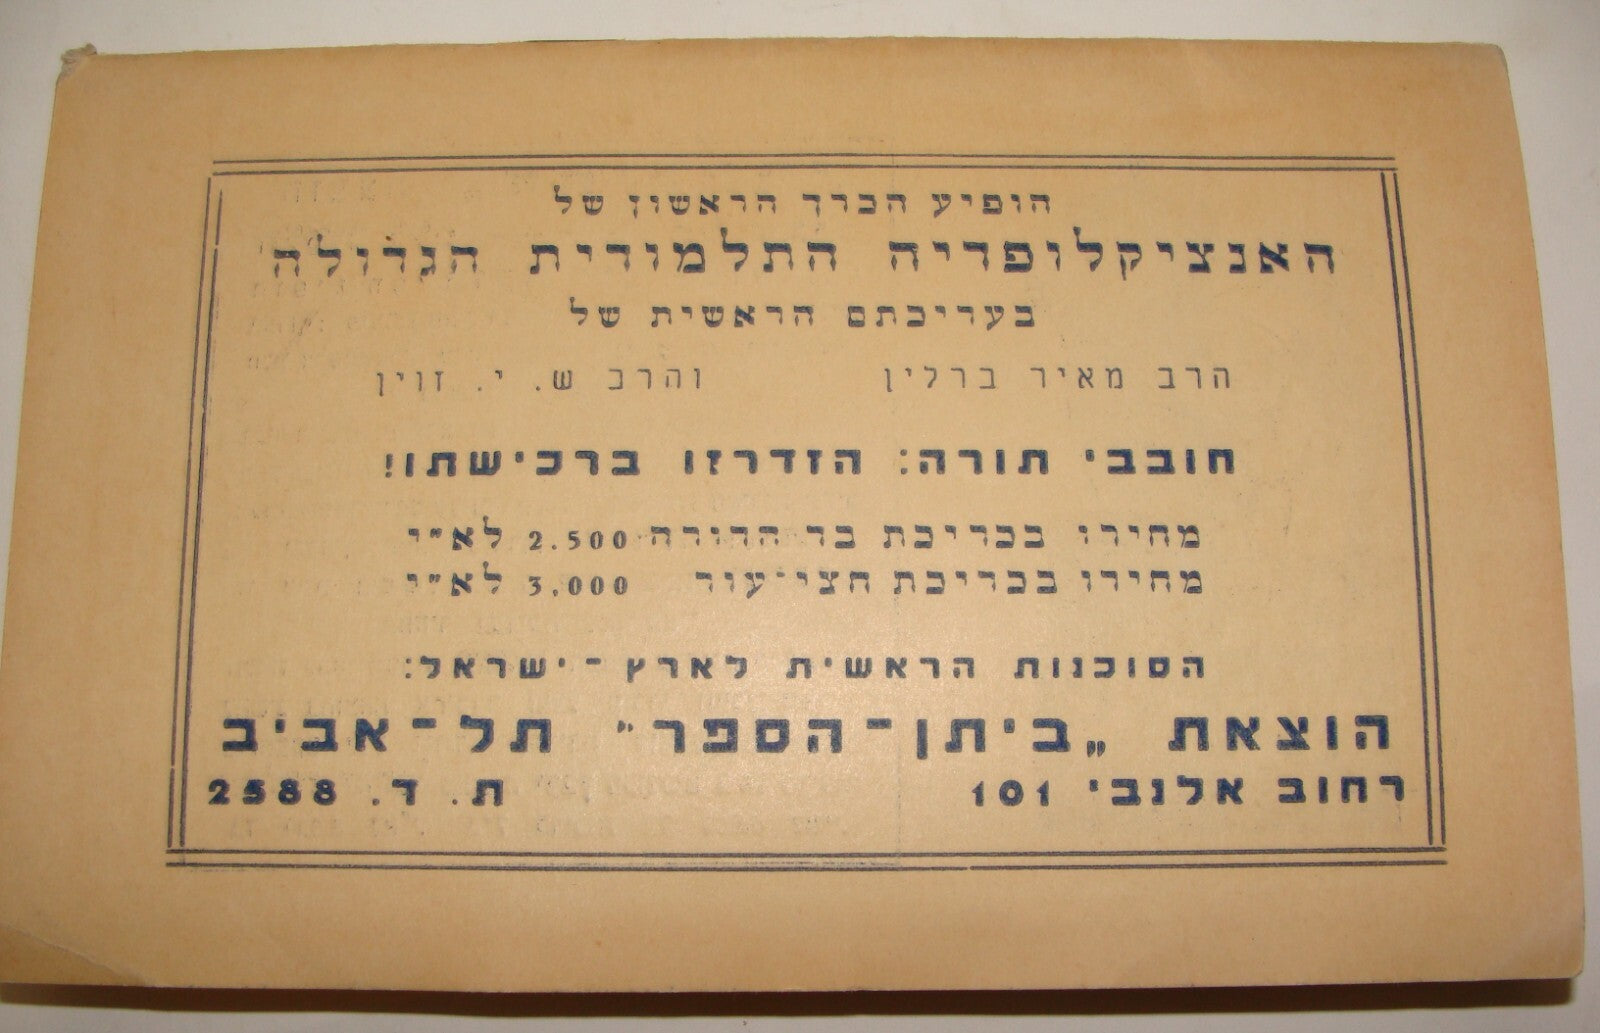 הופיע הכרך הראשון של
האנציקלופדיה התלמודית הגדולה
בעריכתם הראשית של
הרב מאיר ברלין והרב ש. י. זוין
חובבי תורה: הזדרזו ברכישתו!
מחירו בכריכת בד הדורה 2.500 לא״י
מחירו בכריכת חצי־עור 3.000 לא״י
הסוכנות הראשית לארץ־ישראל:
הוצאת „ביתן־הספר״ תל־אביב
רחוב אלנבי 101 ת. ד. 2588